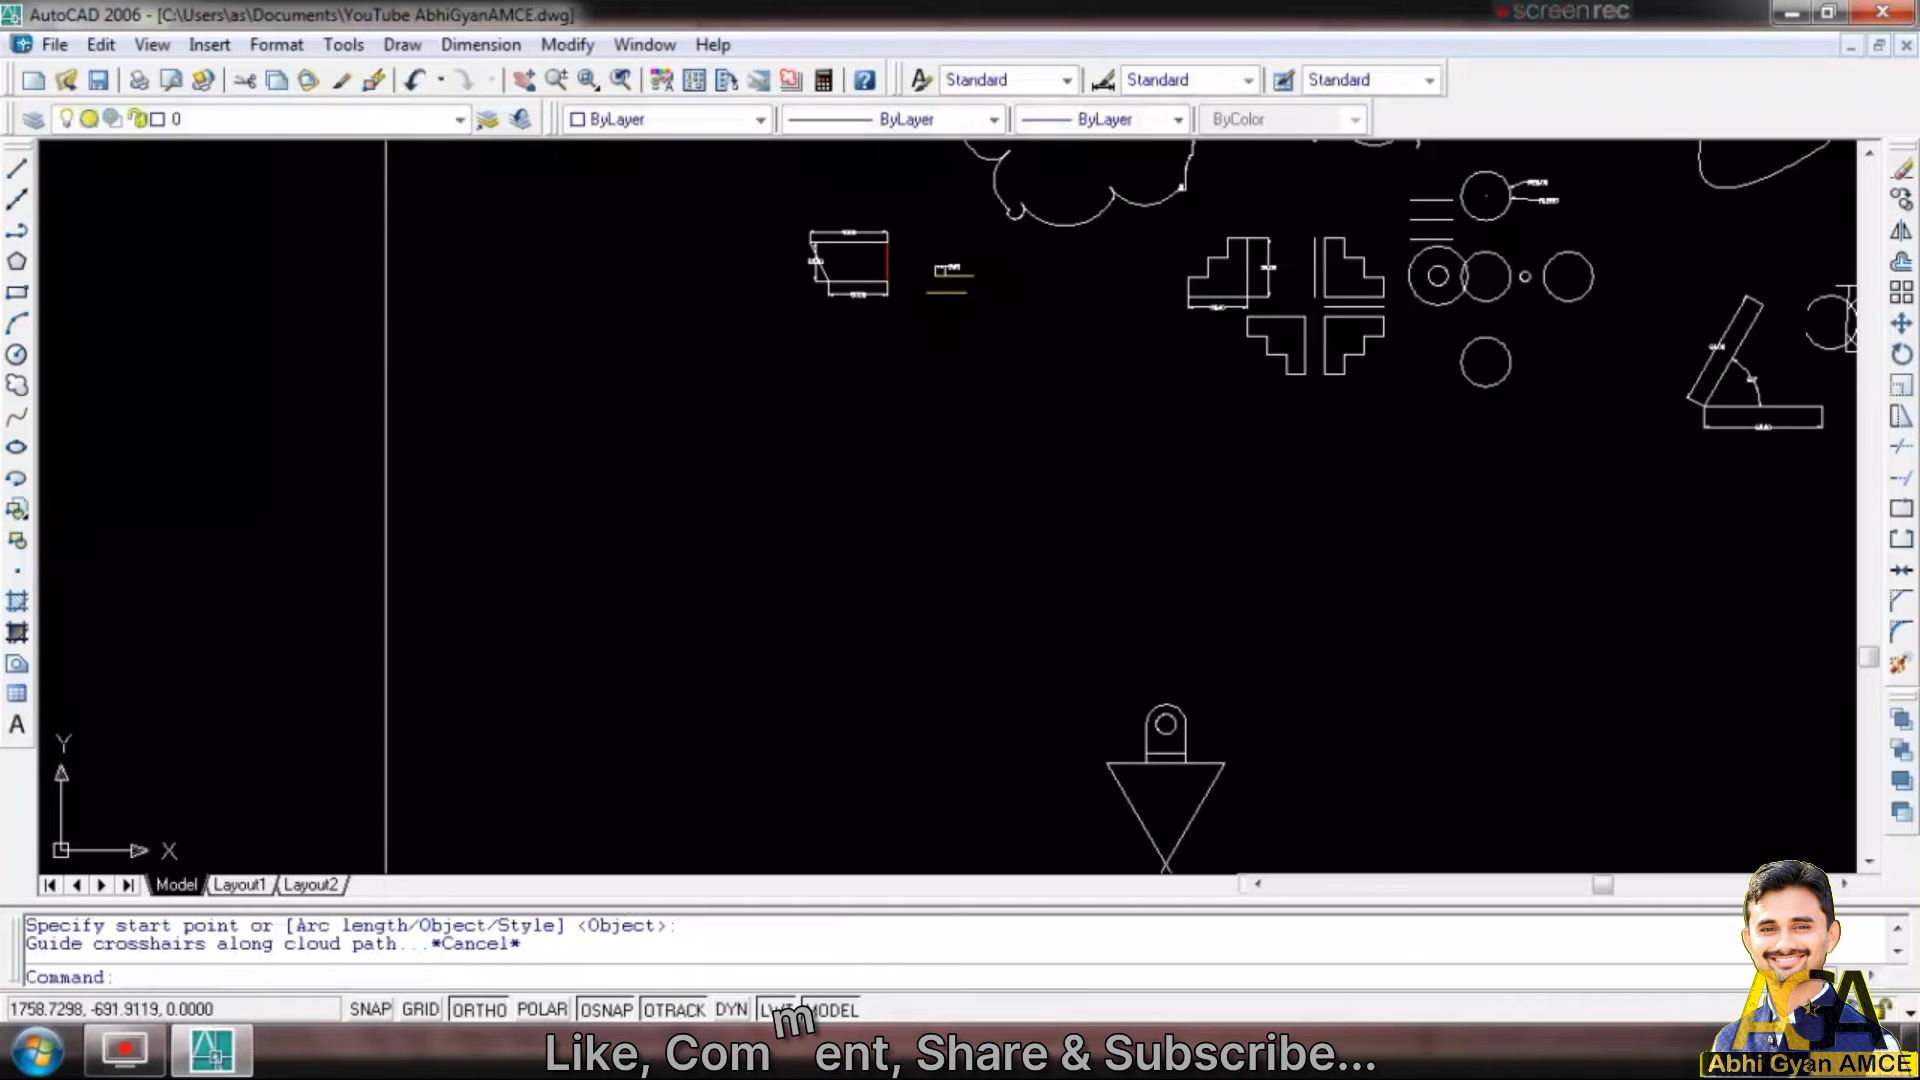 AutoCAD 2006 - [C:\Users\as\Documents\YouTube AbhiGyanAMCE.dwg]
screenrec
File Edit View Insert Format Tools Draw Dimension Modify Window Help
Standard Standard Standard
0 ByLayer ByLayer ByLayer ByColor
A
Y
X
Model Layout1 Layout2
Specify start point or [Arc length/Object/Style] <Object>:
Guide crosshairs along cloud path...*Cancel*
Command:
1758.7298, -691.9119, 0.0000 SNAP GRID ORTHO POLAR OSNAP OTRACK DYN LWT MODEL
Like, Comment, Share & Subscribe...
AGA
Abhi Gyan AMCE